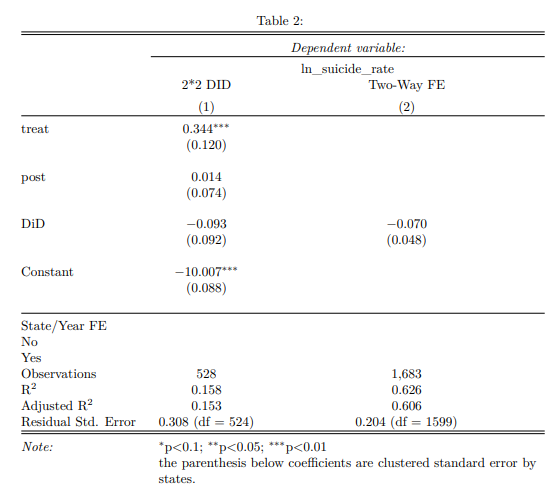 Table 2:
Dependent variable:
ln_suicide_rate
2*2 DID Two-Way FE
(1) (2)
treat 0.344***
(0.120)
post 0.014
(0.074)
DiD −0.093 −0.070
(0.092) (0.048)
Constant −10.007***
(0.088)
State/Year FE
No
Yes
Observations 528 1,683
R2 0.158 0.626
Adjusted R2 0.153 0.606
Residual Std. Error 0.308 (df = 524) 0.204 (df = 1599)
Note: *p<0.1; **p<0.05; ***p<0.01
the parenthesis below coefficients are clustered standard error by
states.